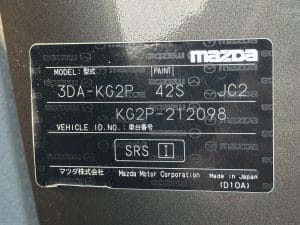 mazda
MODEL: 型式 PAINT
3DA-KG2P 42S JC2
KG2P-212098
VEHICLE ID.NO.: 車台番号
SRS I
マツダ株式会社 Mazda Motor Corporation Made in Japan
(D10A)